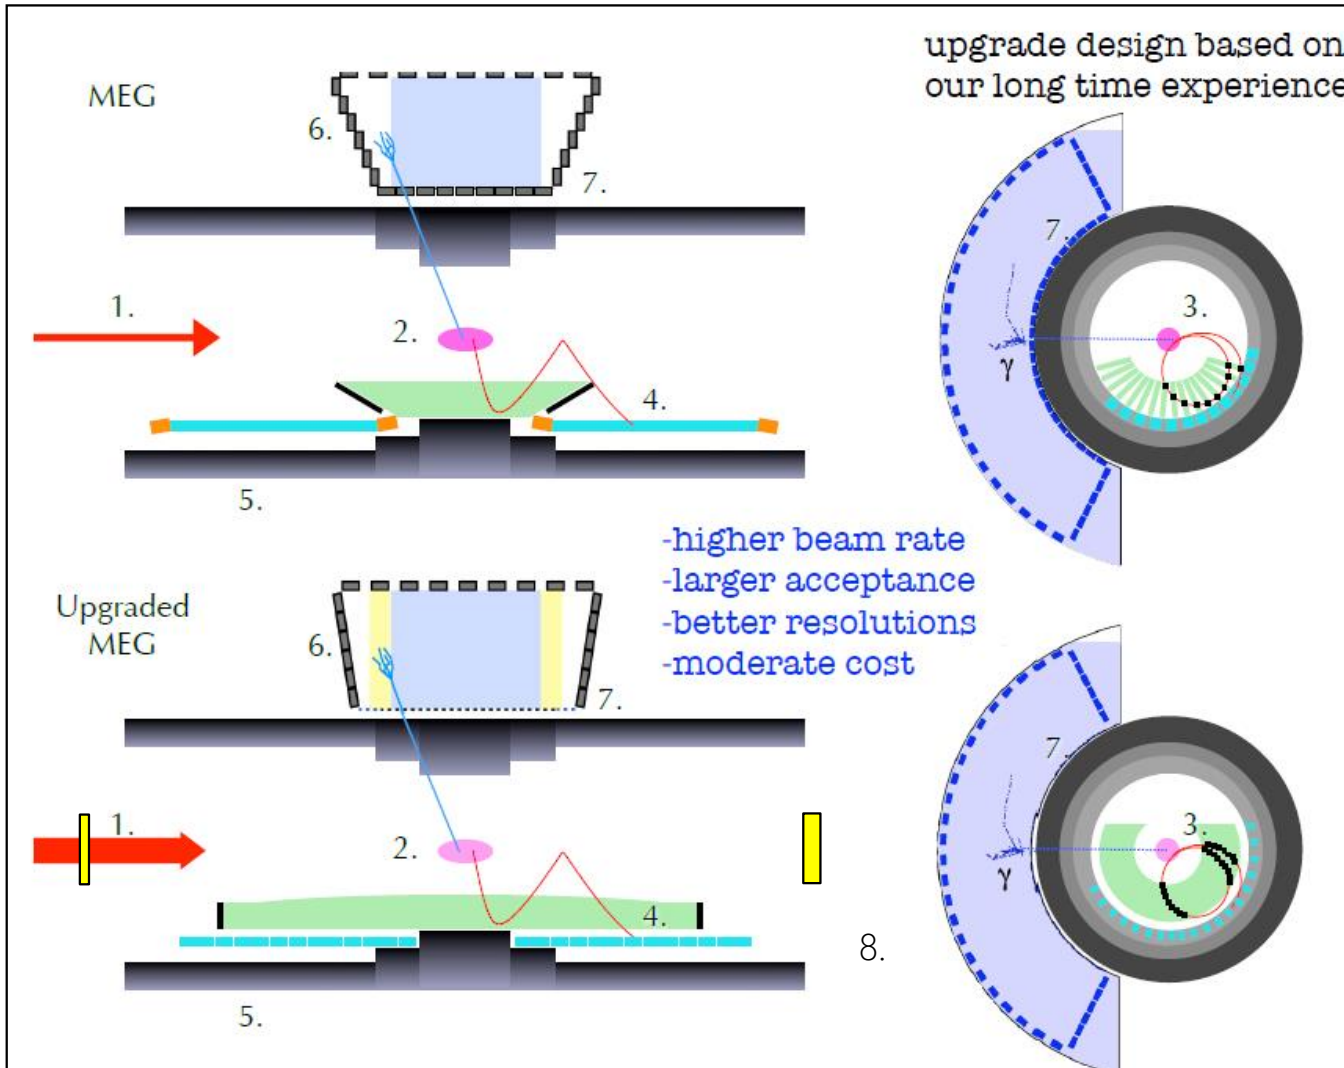 upgrade design based on
our long time experience
MEG
6.
7.
1.
2.
4.
5.
7.
3.
γ
-higher beam rate
-larger acceptance
-better resolutions
-moderate cost
Upgraded
MEG
6.
7.
1.
2.
4.
5.
8.
7.
3.
γ